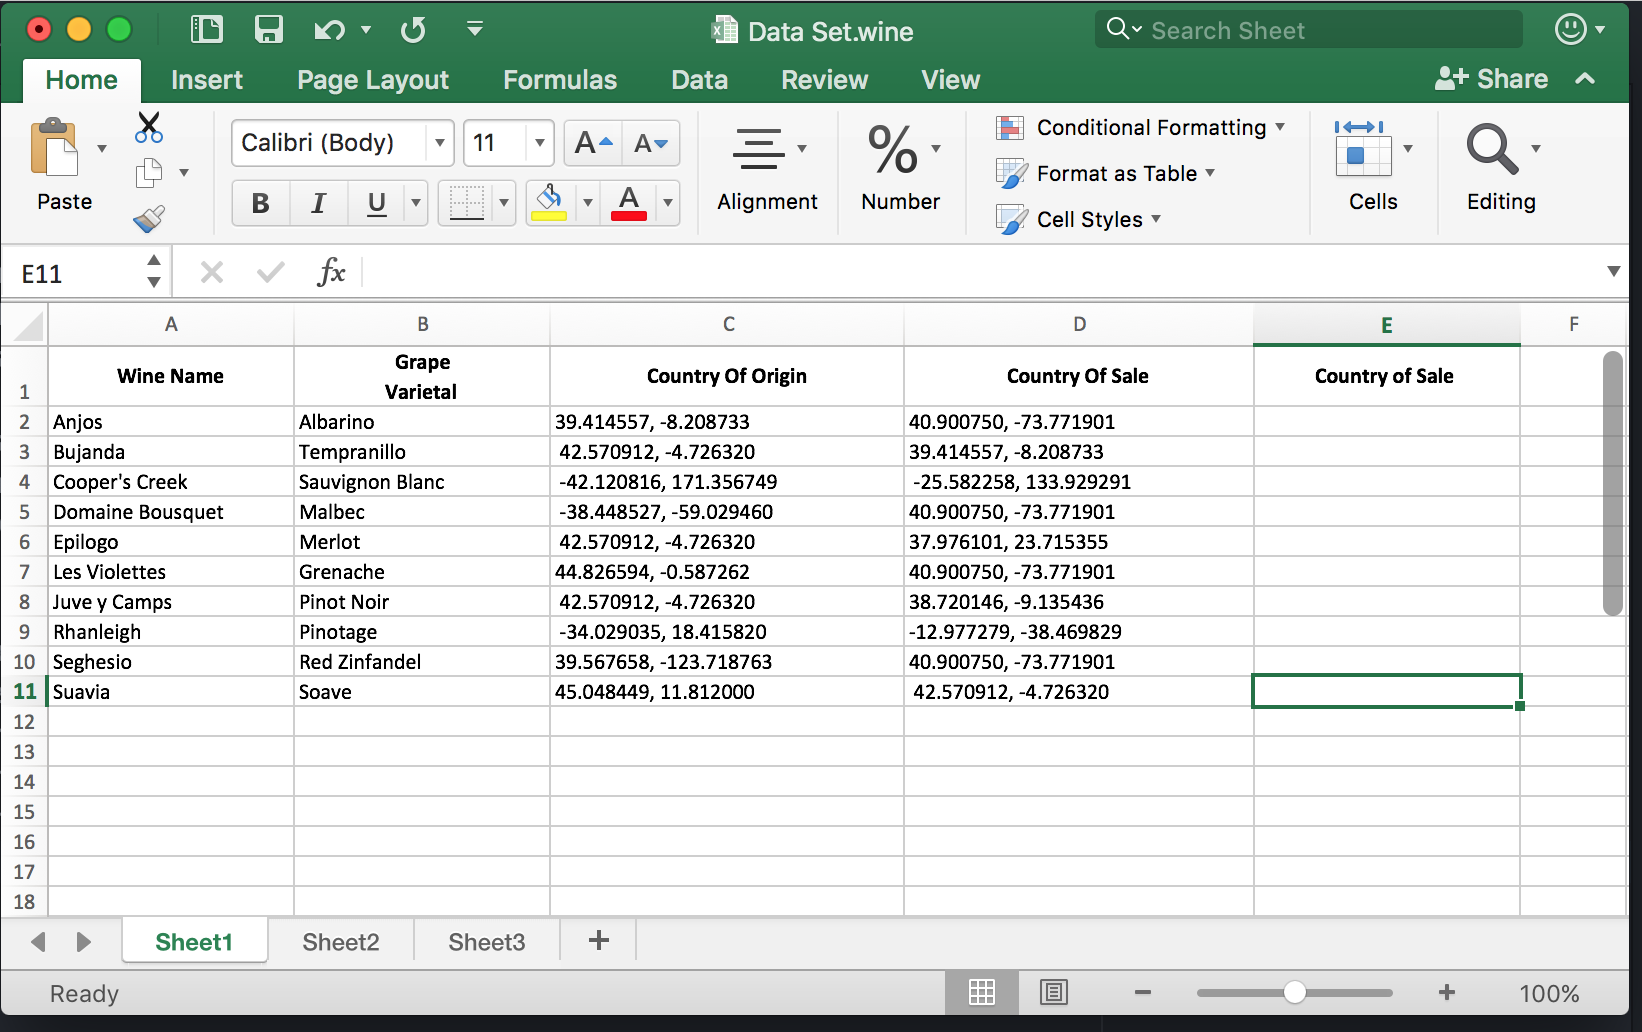 Data Set.wine
Search Sheet
Home Insert Page Layout Formulas Data Review View Share
Paste
Calibri (Body) 11 A A
B I U A
Alignment
%
Number
Conditional Formatting
Format as Table
Cell Styles
Cells
Editing
E11 fx
A B C D E F
1 Wine Name Grape Varietal Country Of Origin Country Of Sale Country of Sale
2 Anjos Albarino 39.414557, -8.208733 40.900750, -73.771901
3 Bujanda Tempranillo 42.570912, -4.726320 39.414557, -8.208733
4 Cooper's Creek Sauvignon Blanc -42.120816, 171.356749 -25.582258, 133.929291
5 Domaine Bousquet Malbec -38.448527, -59.029460 40.900750, -73.771901
6 Epilogo Merlot 42.570912, -4.726320 37.976101, 23.715355
7 Les Violettes Grenache 44.826594, -0.587262 40.900750, -73.771901
8 Juve y Camps Pinot Noir 42.570912, -4.726320 38.720146, -9.135436
9 Rhanleigh Pinotage -34.029035, 18.415820 -12.977279, -38.469829
10 Seghesio Red Zinfandel 39.567658, -123.718763 40.900750, -73.771901
11 Suavia Soave 45.048449, 11.812000 42.570912, -4.726320
12
13
14
15
16
17
18
Sheet1 Sheet2 Sheet3 +
Ready 100%